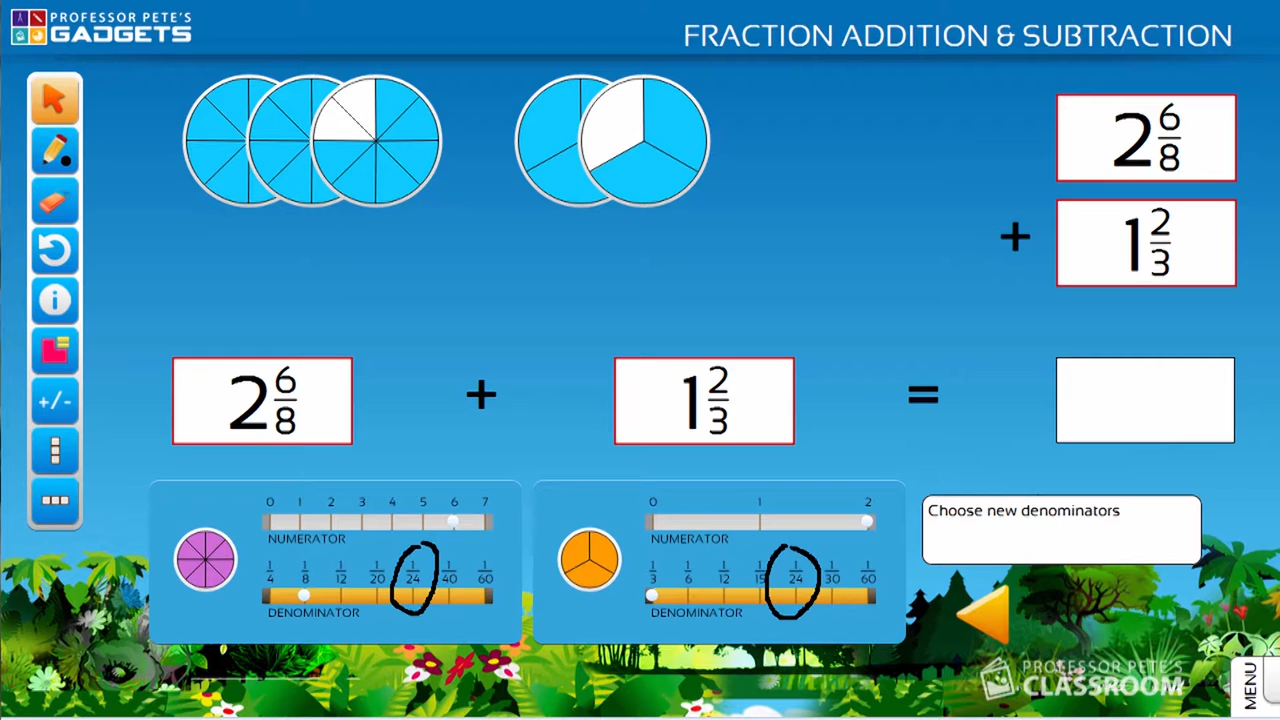 PROFESSOR PETE'S
GADGETS
FRACTION ADDITION & SUBTRACTION
2 6/8
+ 1 2/3
2 6/8 + 1 2/3 =
0 1 2 3 4 5 6 7
NUMERATOR
1/4 1/8 1/12 1/20 1/24 1/40 1/60
DENOMINATOR
0 1 2
NUMERATOR
1/3 1/6 1/12 1/15 1/24 1/30 1/60
DENOMINATOR
Choose new denominators
i
+/-
PROFESSOR PETE'S
CLASSROOM
MENU